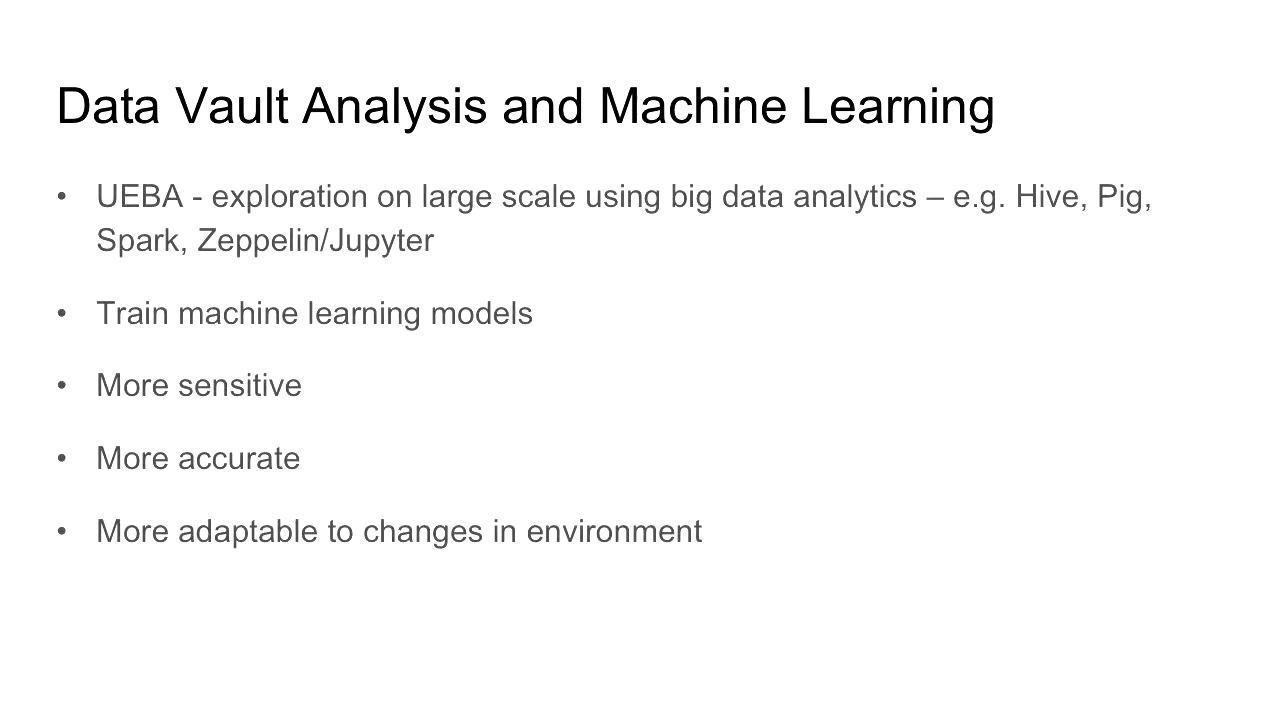 Data Vault Analysis and Machine Learning
• UEBA - exploration on large scale using big data analytics – e.g. Hive, Pig,
Spark, Zeppelin/Jupyter
• Train machine learning models
• More sensitive
• More accurate
• More adaptable to changes in environment